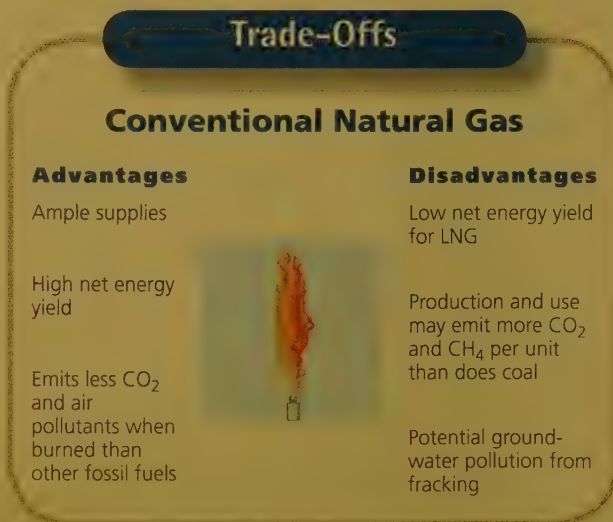 Trade-Offs
Conventional Natural Gas
Advantages
Ample supplies
High net energy
yield
Emits less CO₂
and air
pollutants when
burned than
other fossil fuels
Disadvantages
Low net energy yield
for LNG
Production and use
may emit more CO₂
and CH₄ per unit
than does coal
Potential ground-
water pollution from
fracking